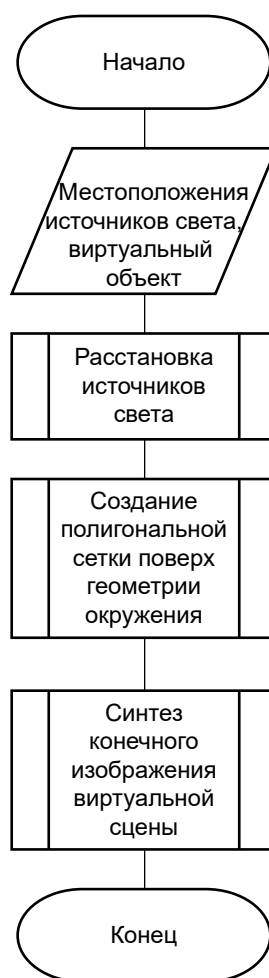 Начало
Местоположения
источников света,
виртуальный
объект
Расстановка
источников
света
Создание
полигональной
сетки поверх
геометрии
окружения
Синтез
конечного
изображения
виртуальной
сцены
Конец